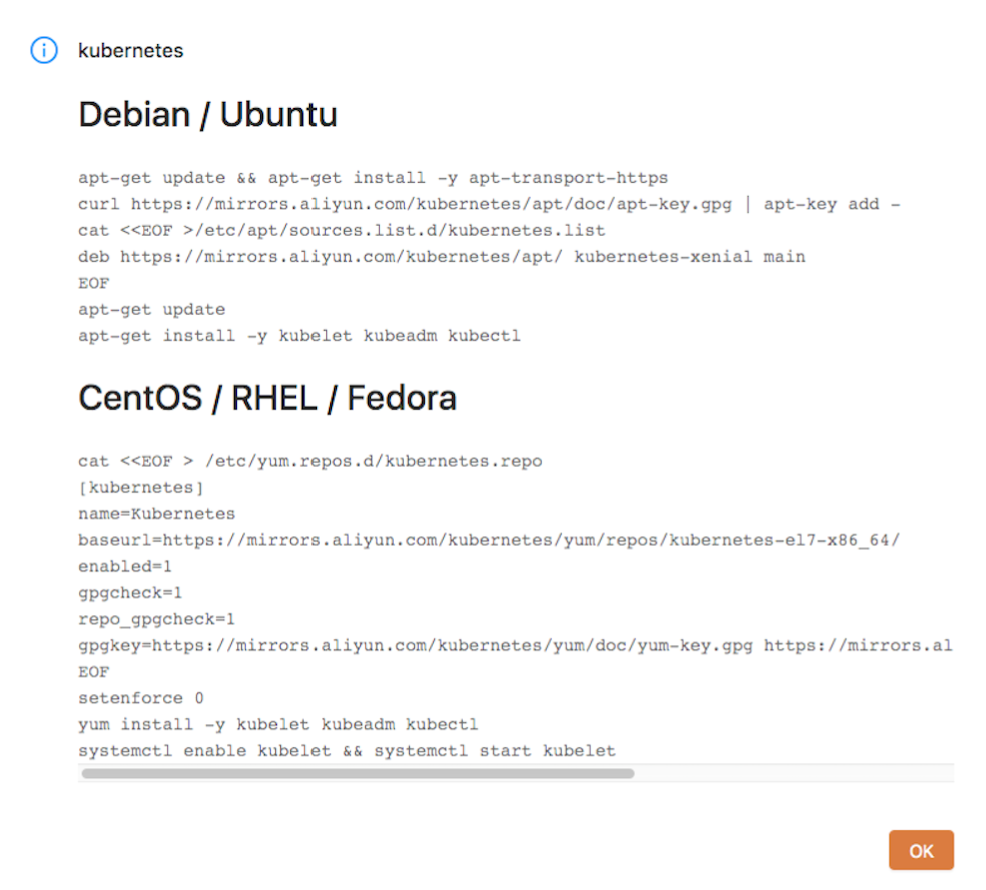 kubernetes
Debian / Ubuntu
apt-get update && apt-get install -y apt-transport-https
curl https://mirrors.aliyun.com/kubernetes/apt/doc/apt-key.gpg | apt-key add -
cat <<EOF >/etc/apt/sources.list.d/kubernetes.list
deb https://mirrors.aliyun.com/kubernetes/apt/ kubernetes-xenial main
EOF
apt-get update
apt-get install -y kubelet kubeadm kubectl
CentOS / RHEL / Fedora
cat <<EOF > /etc/yum.repos.d/kubernetes.repo
[kubernetes]
name=Kubernetes
baseurl=https://mirrors.aliyun.com/kubernetes/yum/repos/kubernetes-el7-x86_64/
enabled=1
gpgcheck=1
repo_gpgcheck=1
gpgkey=https://mirrors.aliyun.com/kubernetes/yum/doc/yum-key.gpg https://mirrors.al
EOF
setenforce 0
yum install -y kubelet kubeadm kubectl
systemctl enable kubelet && systemctl start kubelet
OK